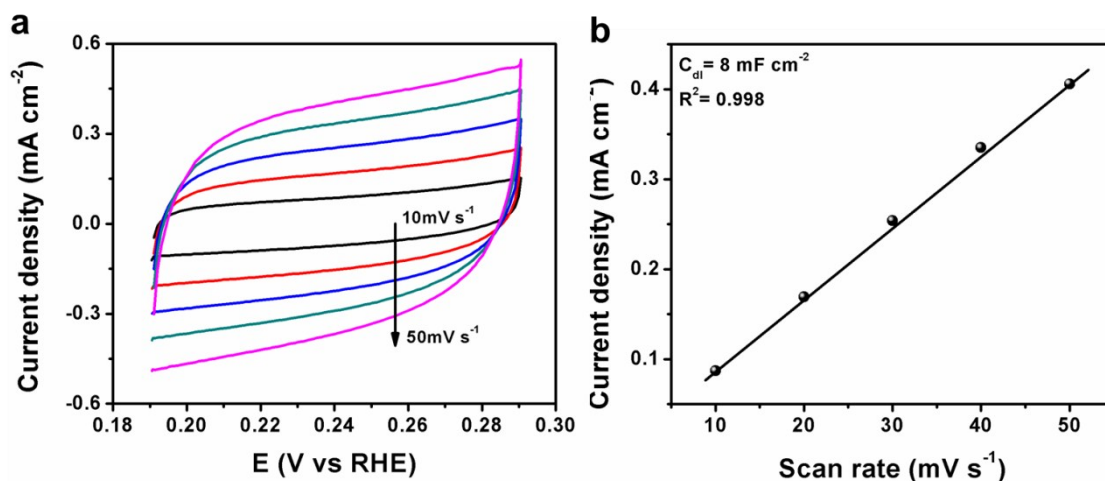 a
Current density (mA cm⁻²)
0.6
0.3
0.0
-0.3
-0.6
10mV s⁻¹
50mV s⁻¹
0.18 0.20 0.22 0.24 0.26 0.28 0.30
E (V vs RHE)
b
Current density (mA cm⁻²)
C_dl= 8 mF cm⁻²
R²= 0.998
0.4
0.3
0.2
0.1
10 20 30 40 50
Scan rate (mV s⁻¹)